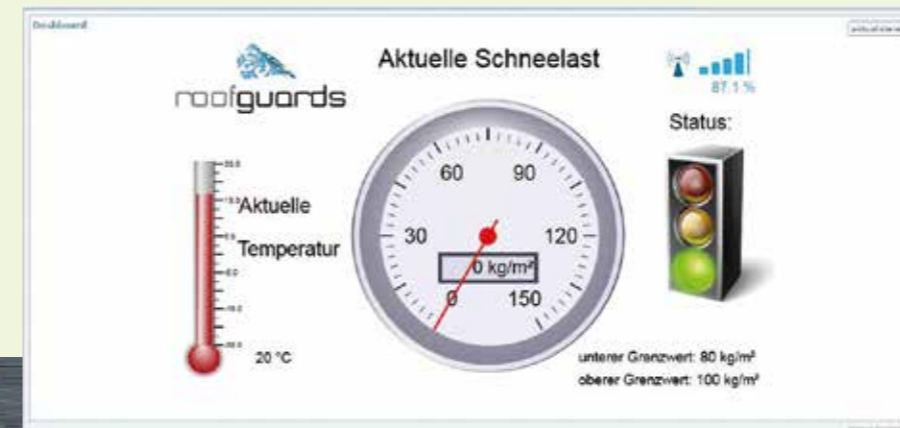 Dashboard
Aktuelle Schneelast
roofguards
87.1 %
Status:
60
90
30
120
0 kg/m²
0
150
Aktuelle
Temperatur
20 °C
unterer Grenzwert: 80 kg/m²
oberer Grenzwert: 100 kg/m²